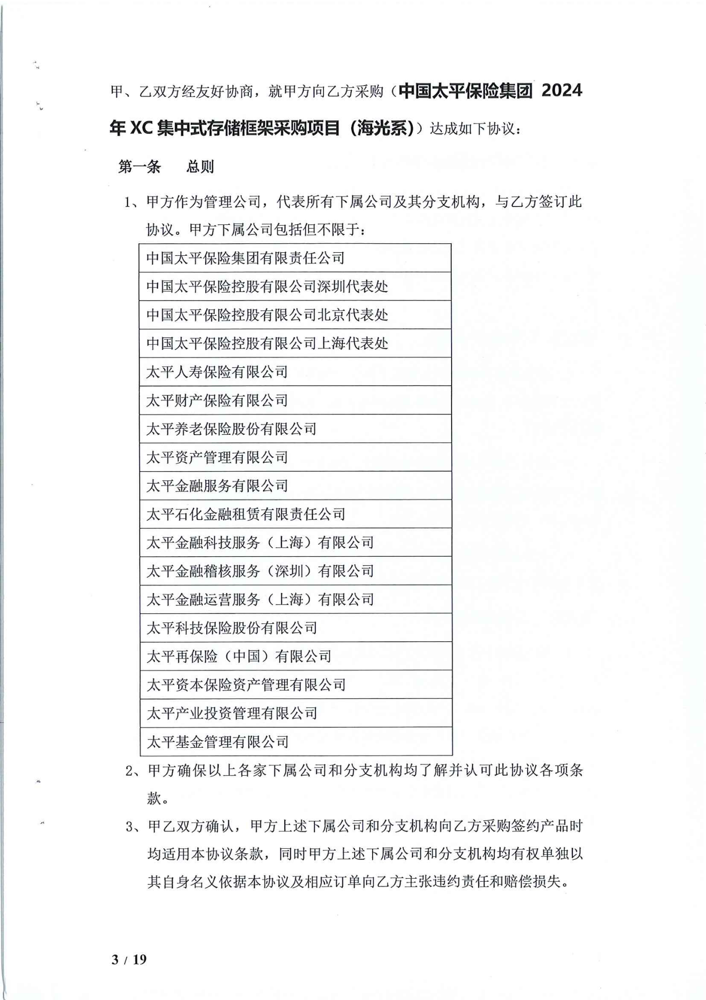 甲、乙双方经友好协商，就甲方向乙方采购（中国太平保险集团 2024
年 XC 集中式存储框架采购项目（海光系））达成如下协议：
第一条 总则
1、甲方作为管理公司，代表所有下属公司及其分支机构，与乙方签订此
协议。甲方下属公司包括但不限于：
中国太平保险集团有限责任公司
中国太平保险控股有限公司深圳代表处
中国太平保险控股有限公司北京代表处
中国太平保险控股有限公司上海代表处
太平人寿保险有限公司
太平财产保险有限公司
太平养老保险股份有限公司
太平资产管理有限公司
太平金融服务有限公司
太平石化金融租赁有限责任公司
太平金融科技服务（上海）有限公司
太平金融稽核服务（深圳）有限公司
太平金融运营服务（上海）有限公司
太平科技保险股份有限公司
太平再保险（中国）有限公司
太平资本保险资产管理有限公司
太平产业投资管理有限公司
太平基金管理有限公司
2、甲方确保以上各家下属公司和分支机构均了解并认可此协议各项条
款。
3、甲乙双方确认，甲方上述下属公司和分支机构向乙方采购签约产品时
均适用本协议条款，同时甲方上述下属公司和分支机构均有权单独以
其自身名义依据本协议及相应订单向乙方主张违约责任和赔偿损失。
3 / 19